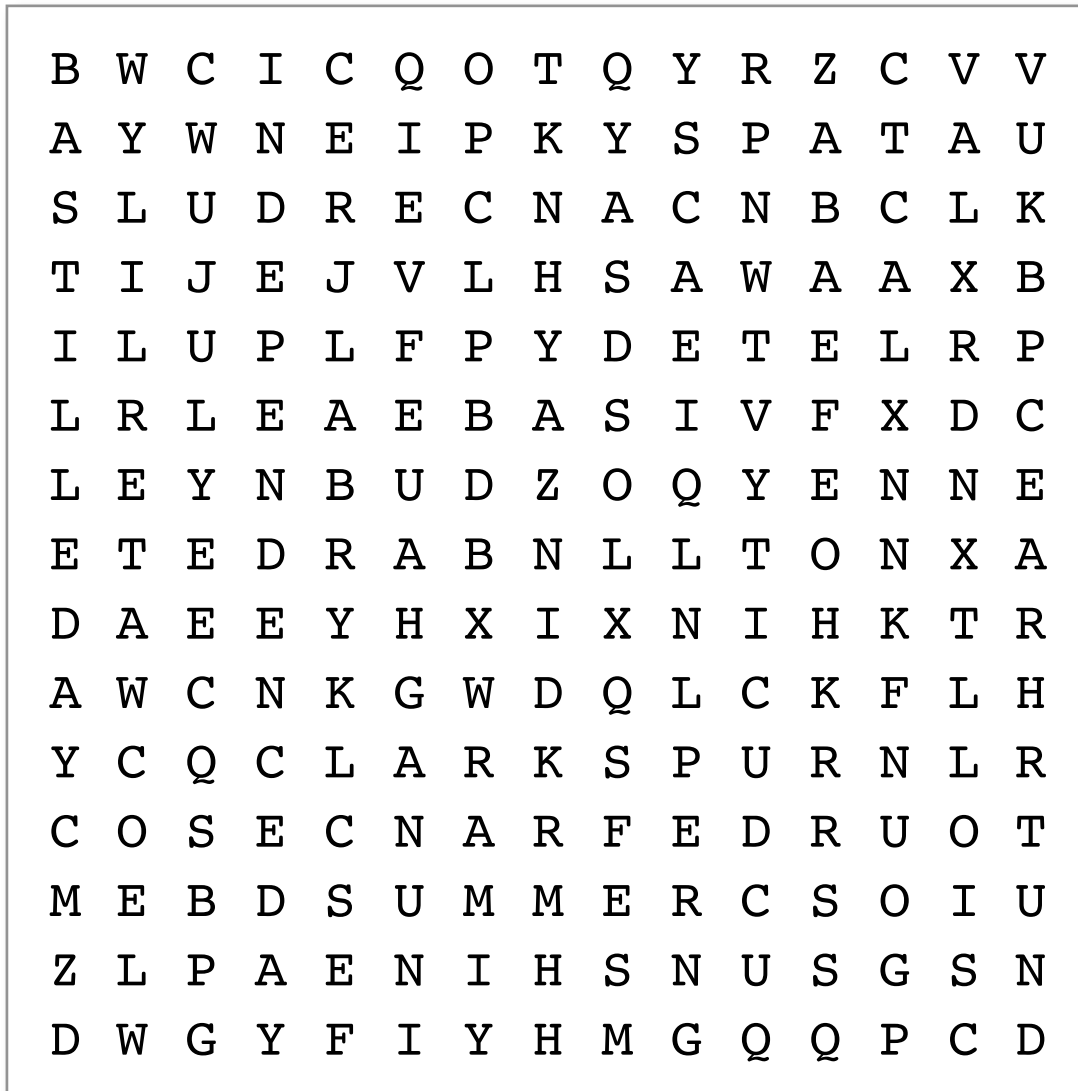 B W C I C Q O T Q Y R Z C V V
A Y W N E I P K Y S P A T A U
S L U D R E C N A C N B C L K
T I J E J V L H S A W A A X B
I L U P L F P Y D E T E L R P
L R L E A E B A S I V F X D C
L E Y N B U D Z O Q Y E N N E
E T E D R A B N L L T O N X A
D A E E Y H X I X N I H K T R
A W C N K G W D Q L C K F L H
Y C Q C L A R K S P U R N L R
C O S E C N A R F E D R U O T
M E B D S U M M E R C S O I U
Z L P A E N I H S N U S G S N
D W G Y F I Y H M G Q Q P C D